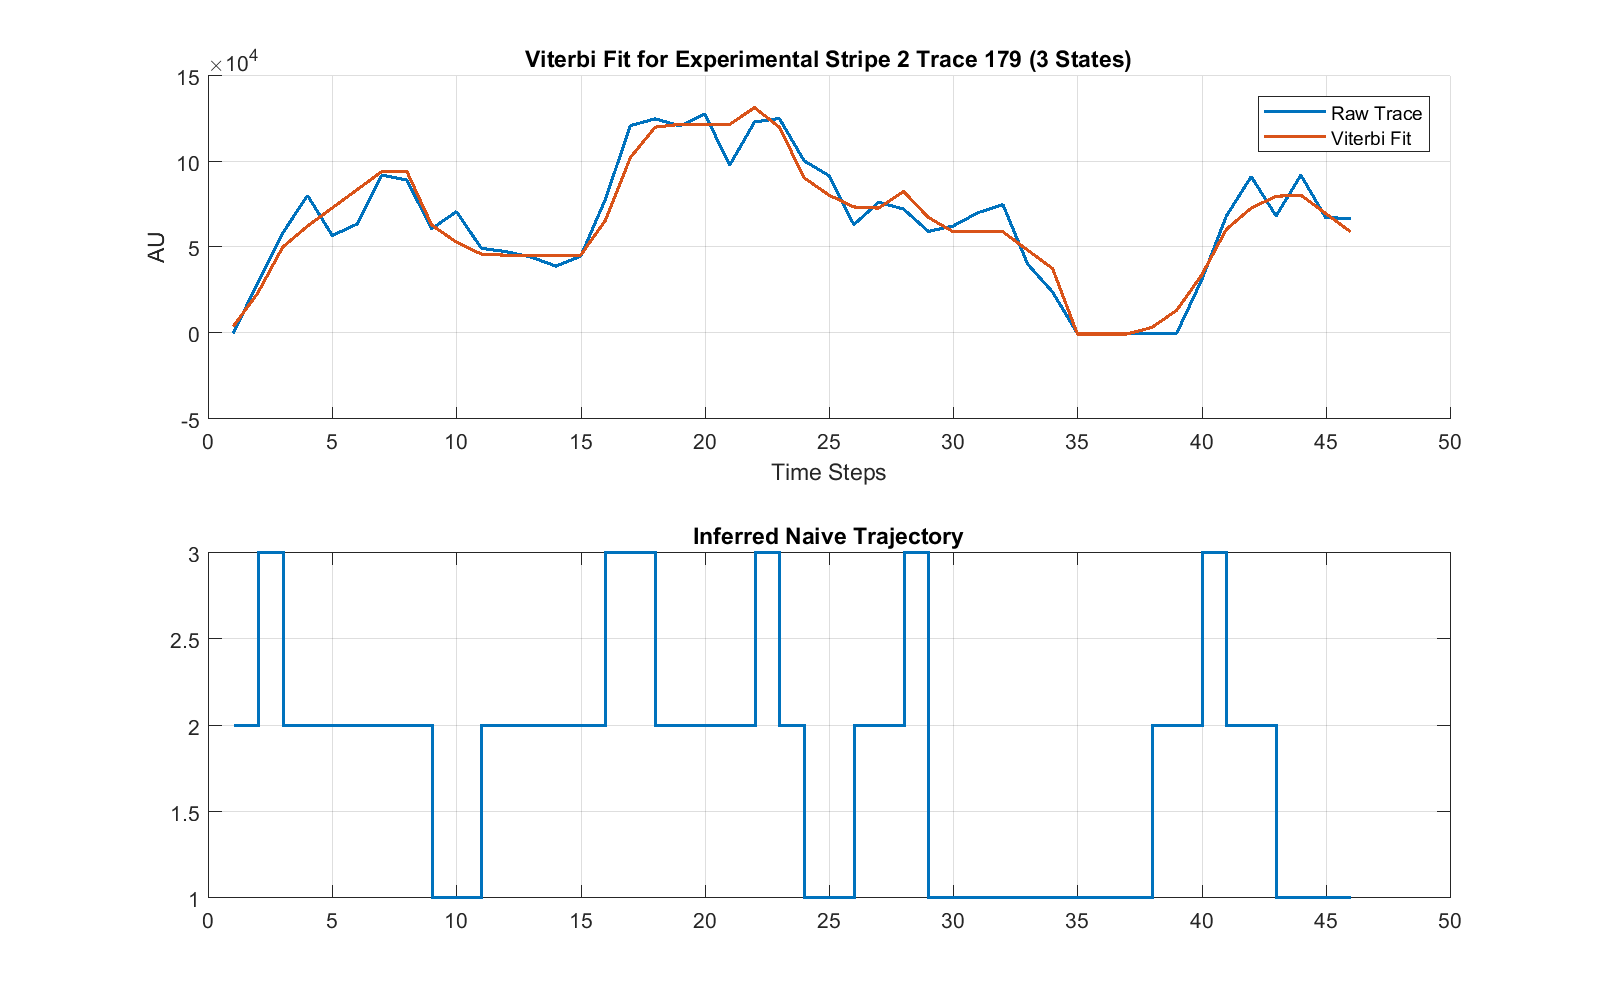 Viterbi Fit for Experimental Stripe 2 Trace 179 (3 States)
×10^4
15
10
5
0
-5
AU
Raw Trace
Viterbi Fit
0 5 10 15 20 25 30 35 40 45 50
Time Steps
Inferred Naive Trajectory
3
2.5
2
1.5
1
0 5 10 15 20 25 30 35 40 45 50